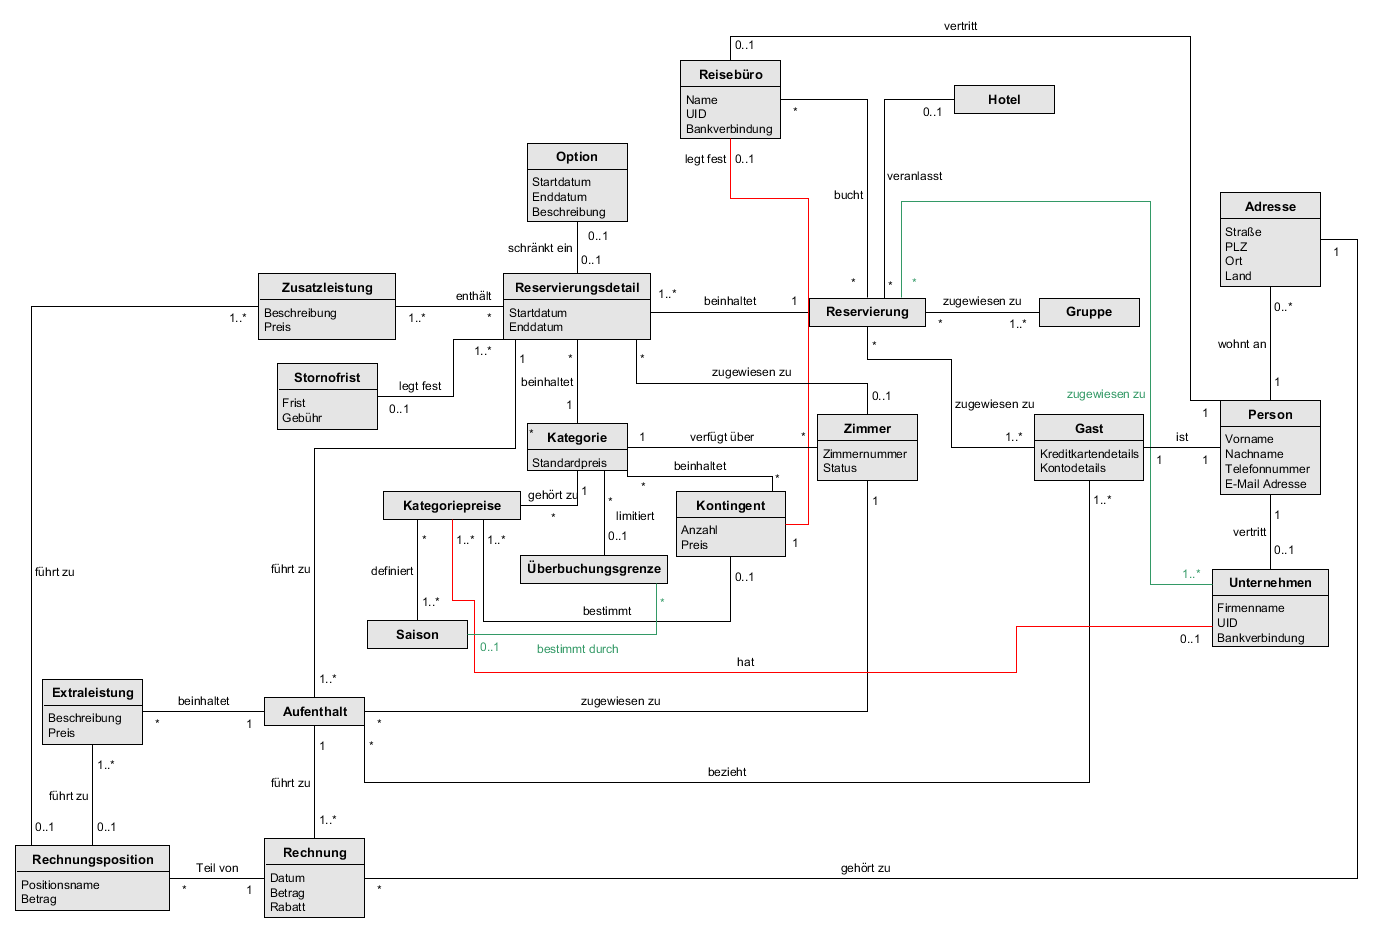 vertritt
0..1
Reisebüro
Name
UID
Bankverbindung
*
Hotel
0..1
legt fest
0..1
bucht
veranlasst
Option
Startdatum
Enddatum
Beschreibung
0..1
schränkt ein
0..1
Adresse
Straße
PLZ
Ort
Land
1
0..*
wohnt an
1
Zusatzleistung
Beschreibung
Preis
1..*
1..*
enthält
*
Reservierungsdetail
Startdatum
Enddatum
1..*
beinhaltet
1
*
*
*
Reservierung
*
zugewiesen zu
1..*
Gruppe
Stornofrist
Frist
Gebühr
legt fest
0..1
1..*
1
*
beinhaltet
1
*
zugewiesen zu
0..1
*
zugewiesen zu
1..*
zugewiesen zu
*
Kategorie
Standardpreis
1
verfügt über
*
Zimmer
Zimmernummer
Status
1
Gast
Kreditkartendetails
Kontodetails
1
ist
1
1
Person
Vorname
Nachname
Telefonnummer
E-Mail Adresse
1
vertritt
0..1
beinhaltet
*
*
Kontingent
Anzahl
Preis
1
0..1
Kategoriepreise
gehört zu
1
*
*
limitiert
0..1
Überbuchungsgrenze
*
1..*
1..*
definiert
1..*
bestimmt
*
Saison
0..1
bestimmt durch
1..*
1..*
Unternehmen
Firmenname
UID
Bankverbindung
0..1
hat
führt zu
führt zu
1..*
Extraleistung
Beschreibung
Preis
beinhaltet
*
1
Aufenthalt
zugewiesen zu
*
*
bezieht
1
führt zu
1..*
1..*
führt zu
0..1
0..1
Rechnungsposition
Positionsname
Betrag
Teil von
*
1
Rechnung
Datum
Betrag
Rabatt
*
gehört zu